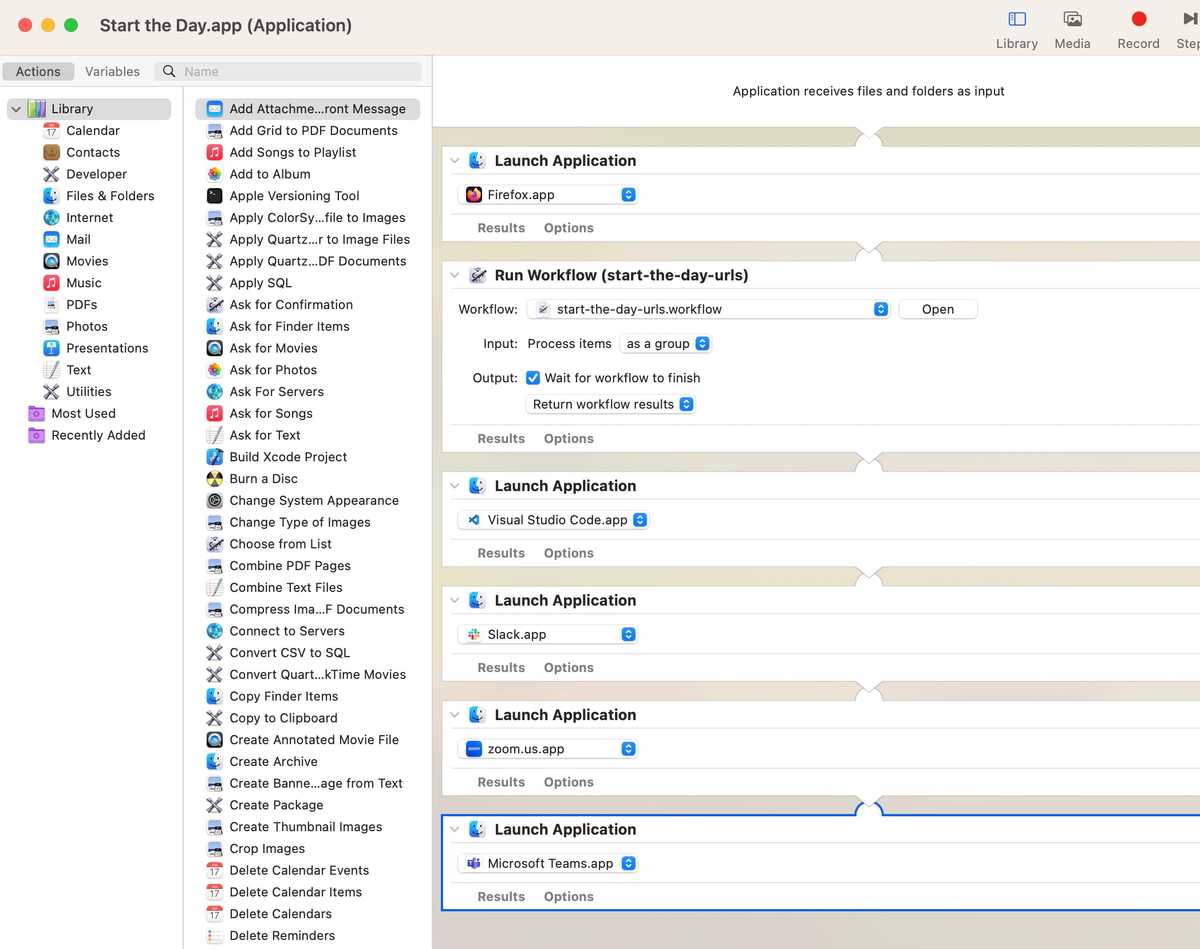 Start the Day.app (Application)
Library
Media
Record
Step
Actions
Variables
Name
Library
Calendar
Contacts
Developer
Files & Folders
Internet
Mail
Movies
Music
PDFs
Photos
Presentations
Text
Utilities
Most Used
Recently Added
Add Attachme...ront Message
Add Grid to PDF Documents
Add Songs to Playlist
Add to Album
Apple Versioning Tool
Apply ColorSy...file to Images
Apply Quartz...r to Image Files
Apply Quartz...DF Documents
Apply SQL
Ask for Confirmation
Ask for Finder Items
Ask for Movies
Ask for Photos
Ask For Servers
Ask for Songs
Ask for Text
Build Xcode Project
Burn a Disc
Change System Appearance
Change Type of Images
Choose from List
Combine PDF Pages
Combine Text Files
Compress Ima...F Documents
Connect to Servers
Convert CSV to SQL
Convert Quart...kTime Movies
Copy Finder Items
Copy to Clipboard
Create Annotated Movie File
Create Archive
Create Banne...age from Text
Create Package
Create Thumbnail Images
Crop Images
Delete Calendar Events
Delete Calendar Items
Delete Calendars
Delete Reminders
Application receives files and folders as input
Launch Application
Firefox.app
Results Options
Run Workflow (start-the-day-urls)
Workflow: start-the-day-urls.workflow Open
Input: Process items as a group
Output: Wait for workflow to finish
Return workflow results
Results Options
Launch Application
Visual Studio Code.app
Results Options
Launch Application
Slack.app
Results Options
Launch Application
zoom.us.app
Results Options
Launch Application
Microsoft Teams.app
Results Options